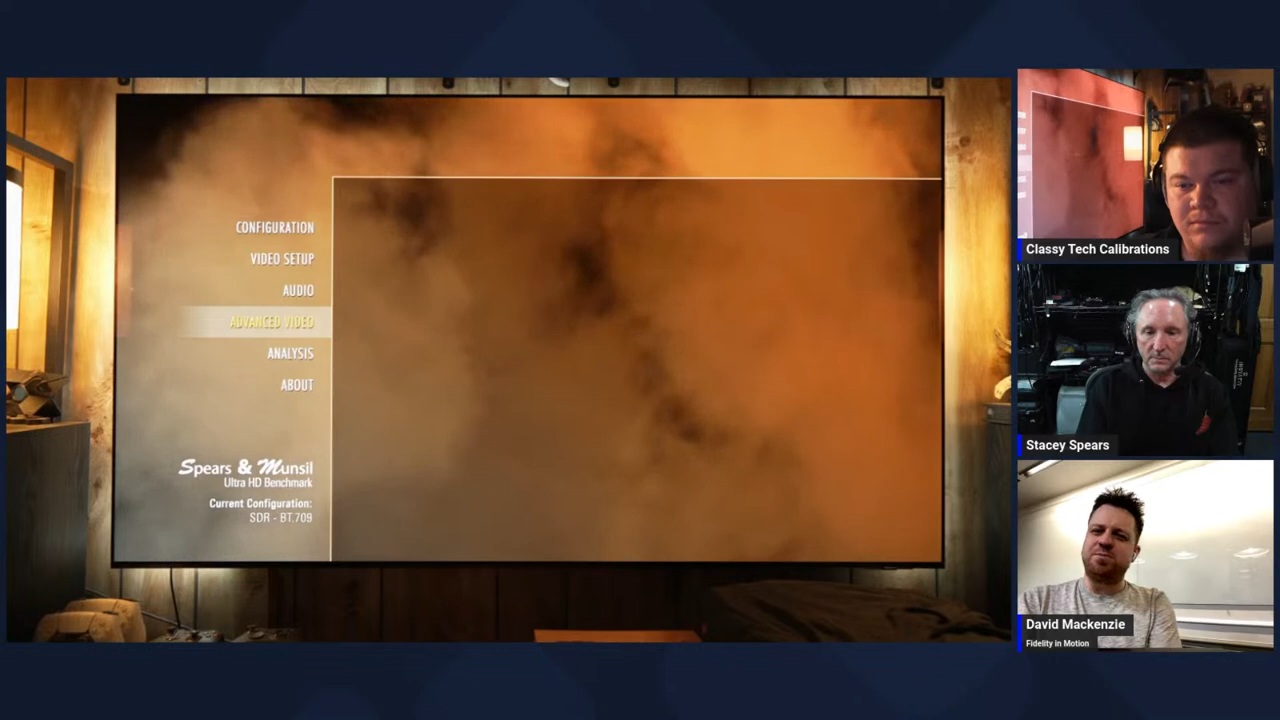 CONFIGURATION
VIDEO SETUP
AUDIO
ADVANCED VIDEO
ANALYSIS
ABOUT
Spears & Munsil
Ultra HD Benchmark
Current Configuration:
SDR - BT.709
Classy Tech Calibrations
Stacey Spears
David Mackenzie
Fidelity in Motion